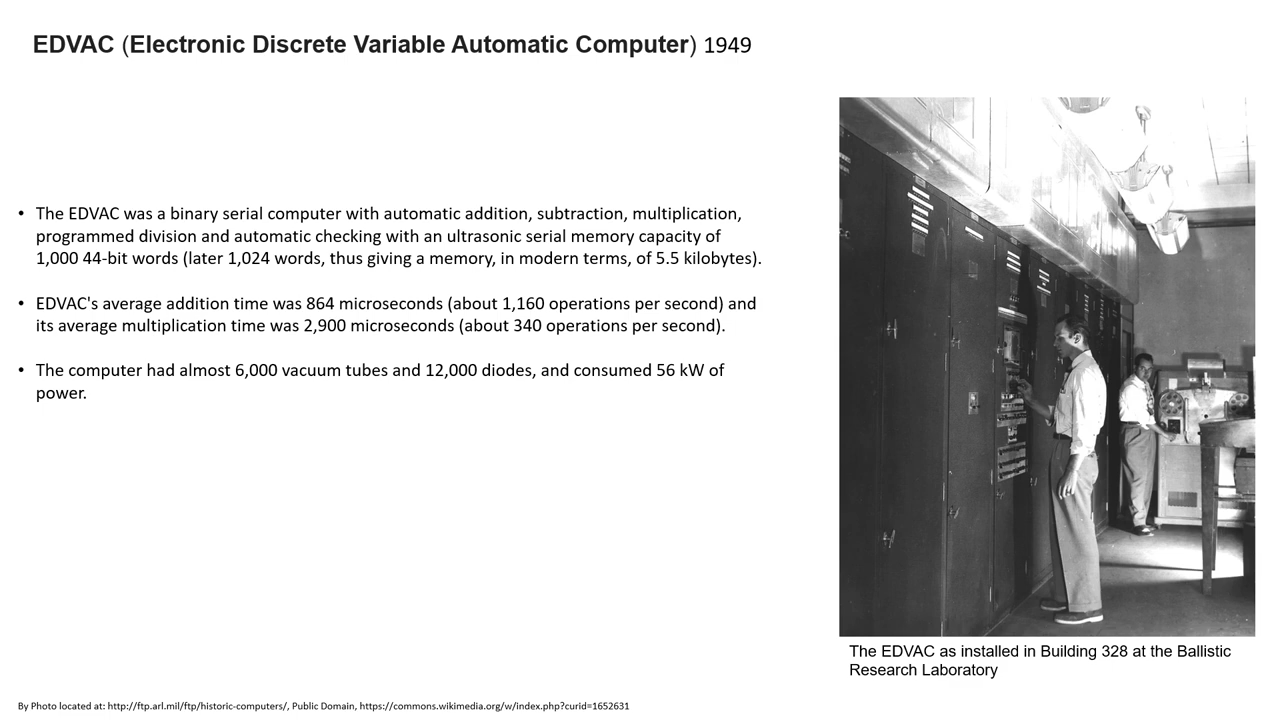 EDVAC (Electronic Discrete Variable Automatic Computer) 1949
• The EDVAC was a binary serial computer with automatic addition, subtraction, multiplication,
programmed division and automatic checking with an ultrasonic serial memory capacity of
1,000 44-bit words (later 1,024 words, thus giving a memory, in modern terms, of 5.5 kilobytes).
• EDVAC's average addition time was 864 microseconds (about 1,160 operations per second) and
its average multiplication time was 2,900 microseconds (about 340 operations per second).
• The computer had almost 6,000 vacuum tubes and 12,000 diodes, and consumed 56 kW of
power.
The EDVAC as installed in Building 328 at the Ballistic
Research Laboratory
By Photo located at: http://ftp.arl.mil/ftp/historic-computers/, Public Domain, https://commons.wikimedia.org/w/index.php?curid=1652631